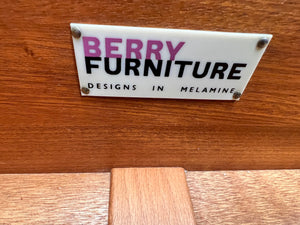 BERRY
FURNITURE
DESIGNS IN MELAMINE